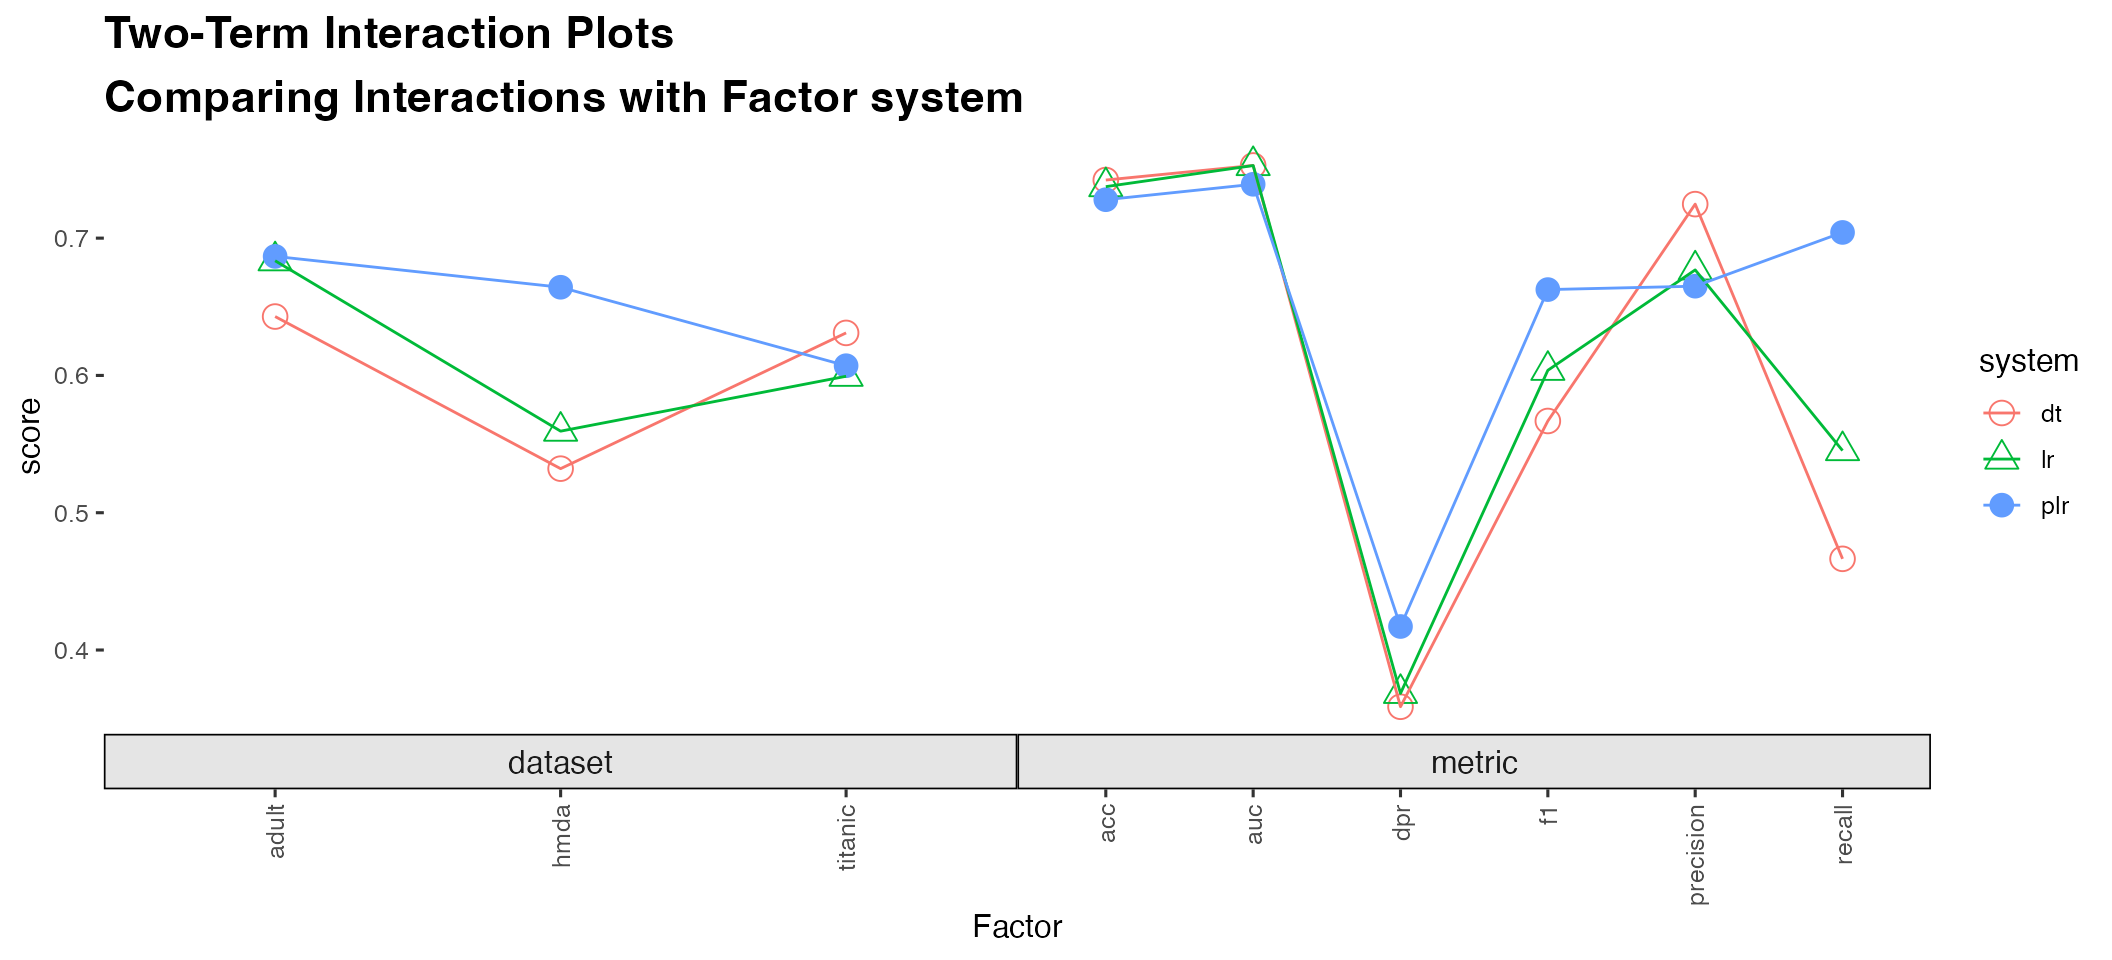 Two-Term Interaction Plots
Comparing Interactions with Factor system
score
0.7
0.6
0.5
0.4
dataset
metric
adult
hmda
titanic
acc
auc
dpr
f1
precision
recall
Factor
system
dt
lr
plr